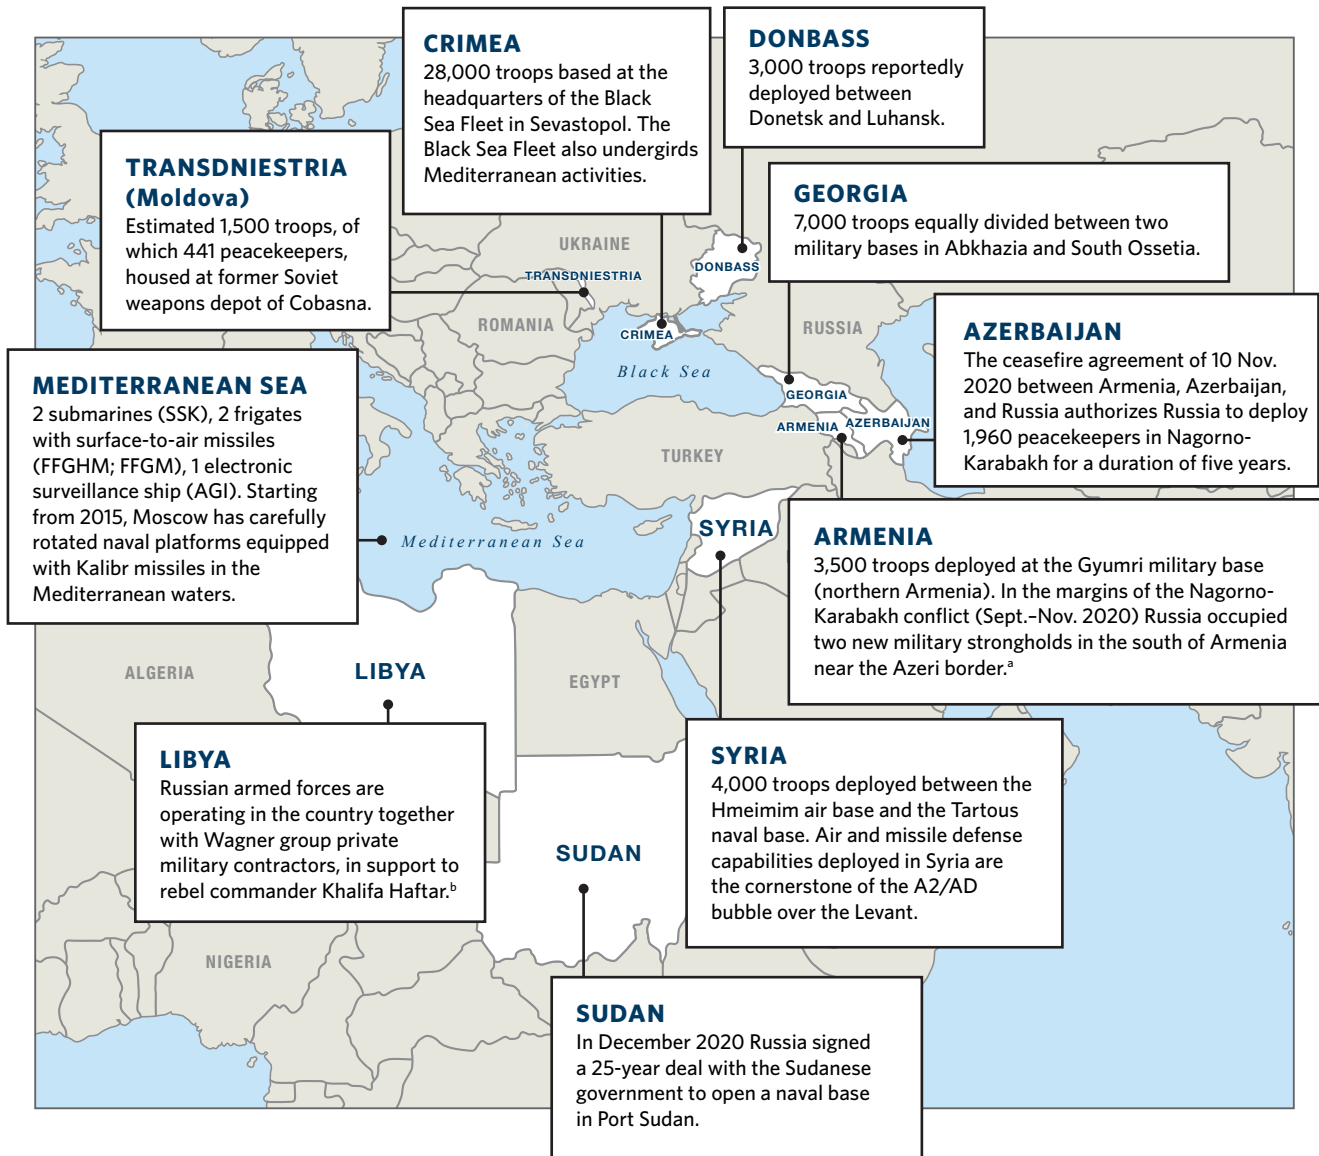 CRIMEA
28,000 troops based at the
headquarters of the Black
Sea Fleet in Sevastopol. The
Black Sea Fleet also undergirds
Mediterranean activities.
DONBASS
3,000 troops reportedly
deployed between
Donetsk and Luhansk.
TRANSDNIESTRIA
(Moldova)
Estimated 1,500 troops, of
which 441 peacekeepers,
housed at former Soviet
weapons depot of Cobasna.
GEORGIA
7,000 troops equally divided between two
military bases in Abkhazia and South Ossetia.
UKRAINE
DONBASS
TRANSDNIESTRIA
ROMANIA
CRIMEA
RUSSIA
Black Sea
GEORGIA
ARMENIA
AZERBAIJAN
TURKEY
AZERBAIJAN
The ceasefire agreement of 10 Nov.
2020 between Armenia, Azerbaijan,
and Russia authorizes Russia to deploy
1,960 peacekeepers in Nagorno-
Karabakh for a duration of five years.
MEDITERRANEAN SEA
2 submarines (SSK), 2 frigates
with surface-to-air missiles
(FFGHM; FFGM), 1 electronic
surveillance ship (AGI). Starting
from 2015, Moscow has carefully
rotated naval platforms equipped
with Kalibr missiles in the
Mediterranean waters.
Mediterranean Sea
SYRIA
ARMENIA
3,500 troops deployed at the Gyumri military base
(northern Armenia). In the margins of the Nagorno-
Karabakh conflict (Sept.–Nov. 2020) Russia occupied
two new military strongholds in the south of Armenia
near the Azeri border.ª
ALGERIA
LIBYA
EGYPT
LIBYA
Russian armed forces are
operating in the country together
with Wagner group private
military contractors, in support to
rebel commander Khalifa Haftar.ᵇ
SYRIA
4,000 troops deployed between the
Hmeimim air base and the Tartous
naval base. Air and missile defense
capabilities deployed in Syria are
the cornerstone of the A2/AD
bubble over the Levant.
SUDAN
NIGERIA
SUDAN
In December 2020 Russia signed
a 25-year deal with the Sudanese
government to open a naval base
in Port Sudan.